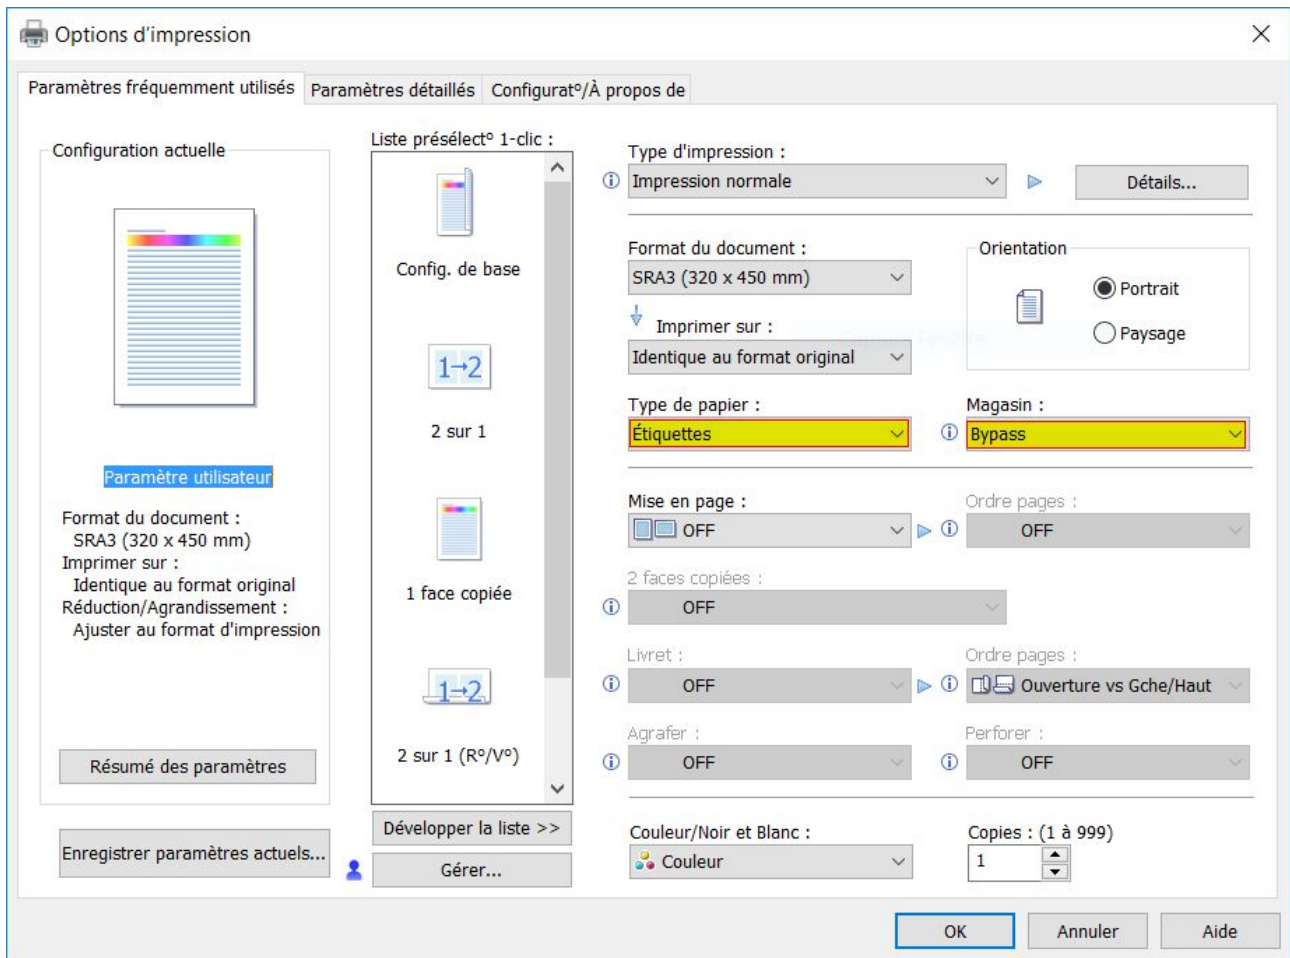 Options d'impression
Paramètres fréquemment utilisés
Paramètres détaillés
Configurat°/À propos de
Configuration actuelle
Paramètre utilisateur
Format du document :
SRA3 (320 x 450 mm)
Imprimer sur :
Identique au format original
Réduction/Agrandissement :
Ajuster au format d'impression
Résumé des paramètres
Enregistrer paramètres actuels...
Liste présélect° 1-clic :
Config. de base
1→2
2 sur 1
1 face copiée
1→2
2 sur 1 (R°/V°)
Développer la liste >>
Gérer...
Type d'impression :
Impression normale
Détails...
Format du document :
SRA3 (320 x 450 mm)
Imprimer sur :
Identique au format original
Orientation
Portrait
Paysage
Type de papier :
Étiquettes
Magasin :
Bypass
Mise en page :
OFF
Ordre pages :
OFF
2 faces copiées :
OFF
Livret :
OFF
Ordre pages :
Ouverture vs Gche/Haut
Agrafer :
OFF
Perforer :
OFF
Couleur/Noir et Blanc :
Couleur
Copies : (1 à 999)
1
OK
Annuler
Aide